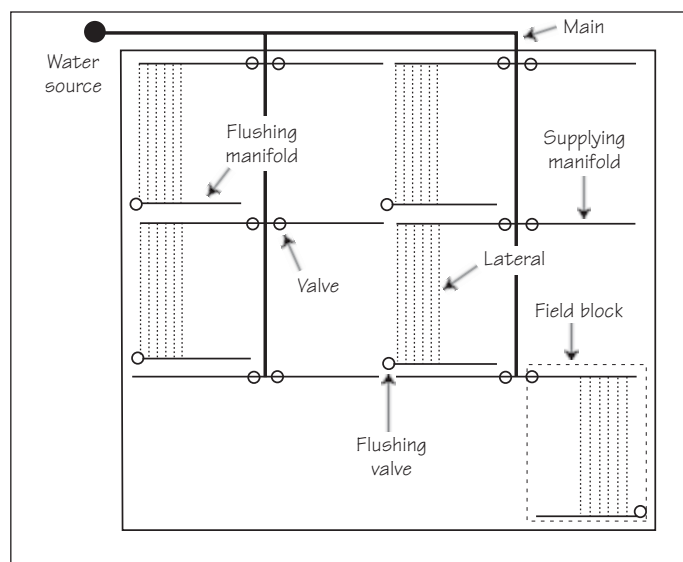 Main
Water
source
Flushing
manifold
Supplying
manifold
Lateral
Valve
Field block
Flushing
valve